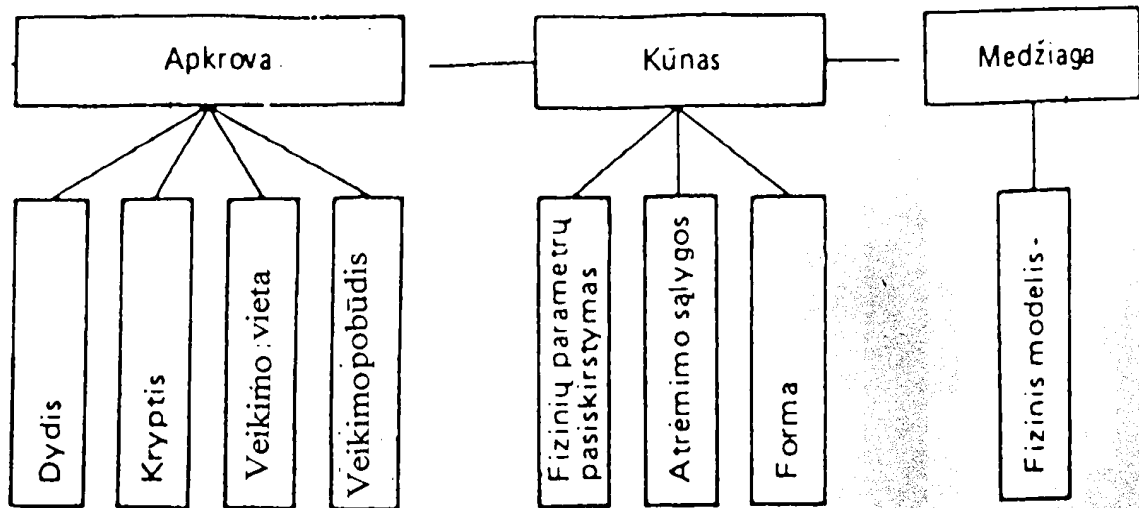 Apkrova
Kūnas
Medžiaga
Dydis
Kryptis
Veikimo vieta
Veikimopobūdis
Fizinių parametrų
pasiskirstymas
Atrėmimo sąlygos
Forma
Fizinis modelis-